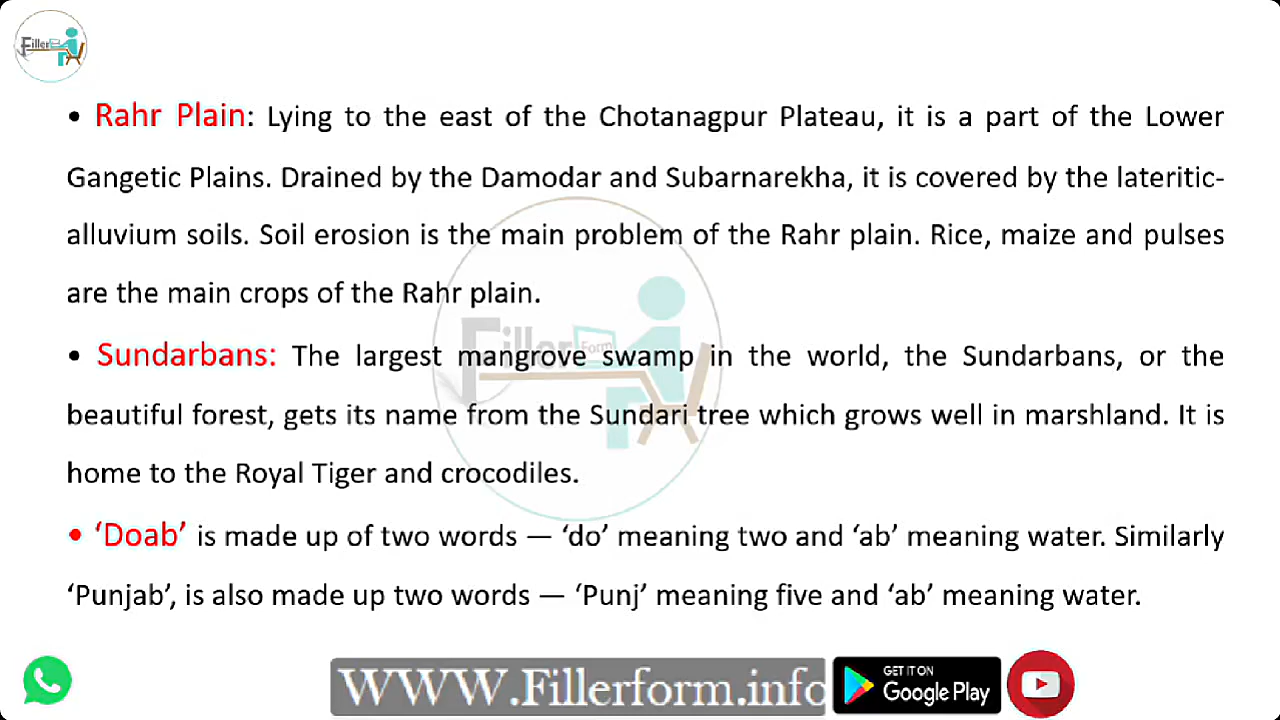 Filler
• Rahr Plain: Lying to the east of the Chotanagpur Plateau, it is a part of the Lower
Gangetic Plains. Drained by the Damodar and Subarnarekha, it is covered by the lateritic-
alluvium soils. Soil erosion is the main problem of the Rahr plain. Rice, maize and pulses
are the main crops of the Rahr plain.
Filler Form
• Sundarbans: The largest mangrove swamp in the world, the Sundarbans, or the
beautiful forest, gets its name from the Sundari tree which grows well in marshland. It is
home to the Royal Tiger and crocodiles.
• ‘Doab’ is made up of two words — ‘do’ meaning two and ‘ab’ meaning water. Similarly
‘Punjab’, is also made up two words — ‘Punj’ meaning five and ‘ab’ meaning water.
WWW.Fillerform.info
GET IT ON
Google Play